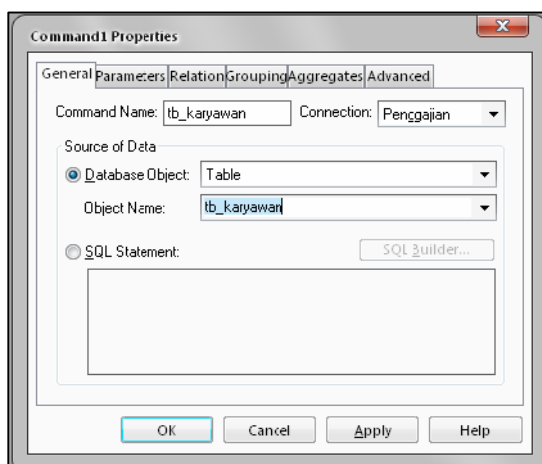 Command1 Properties
General Parameters Relation Grouping Aggregates Advanced
Command Name: tb_karyawan Connection: Penggajian
Source of Data
Database Object: Table
Object Name: tb_karyawan
SQL Statement: SQL Builder...
OK Cancel Apply Help